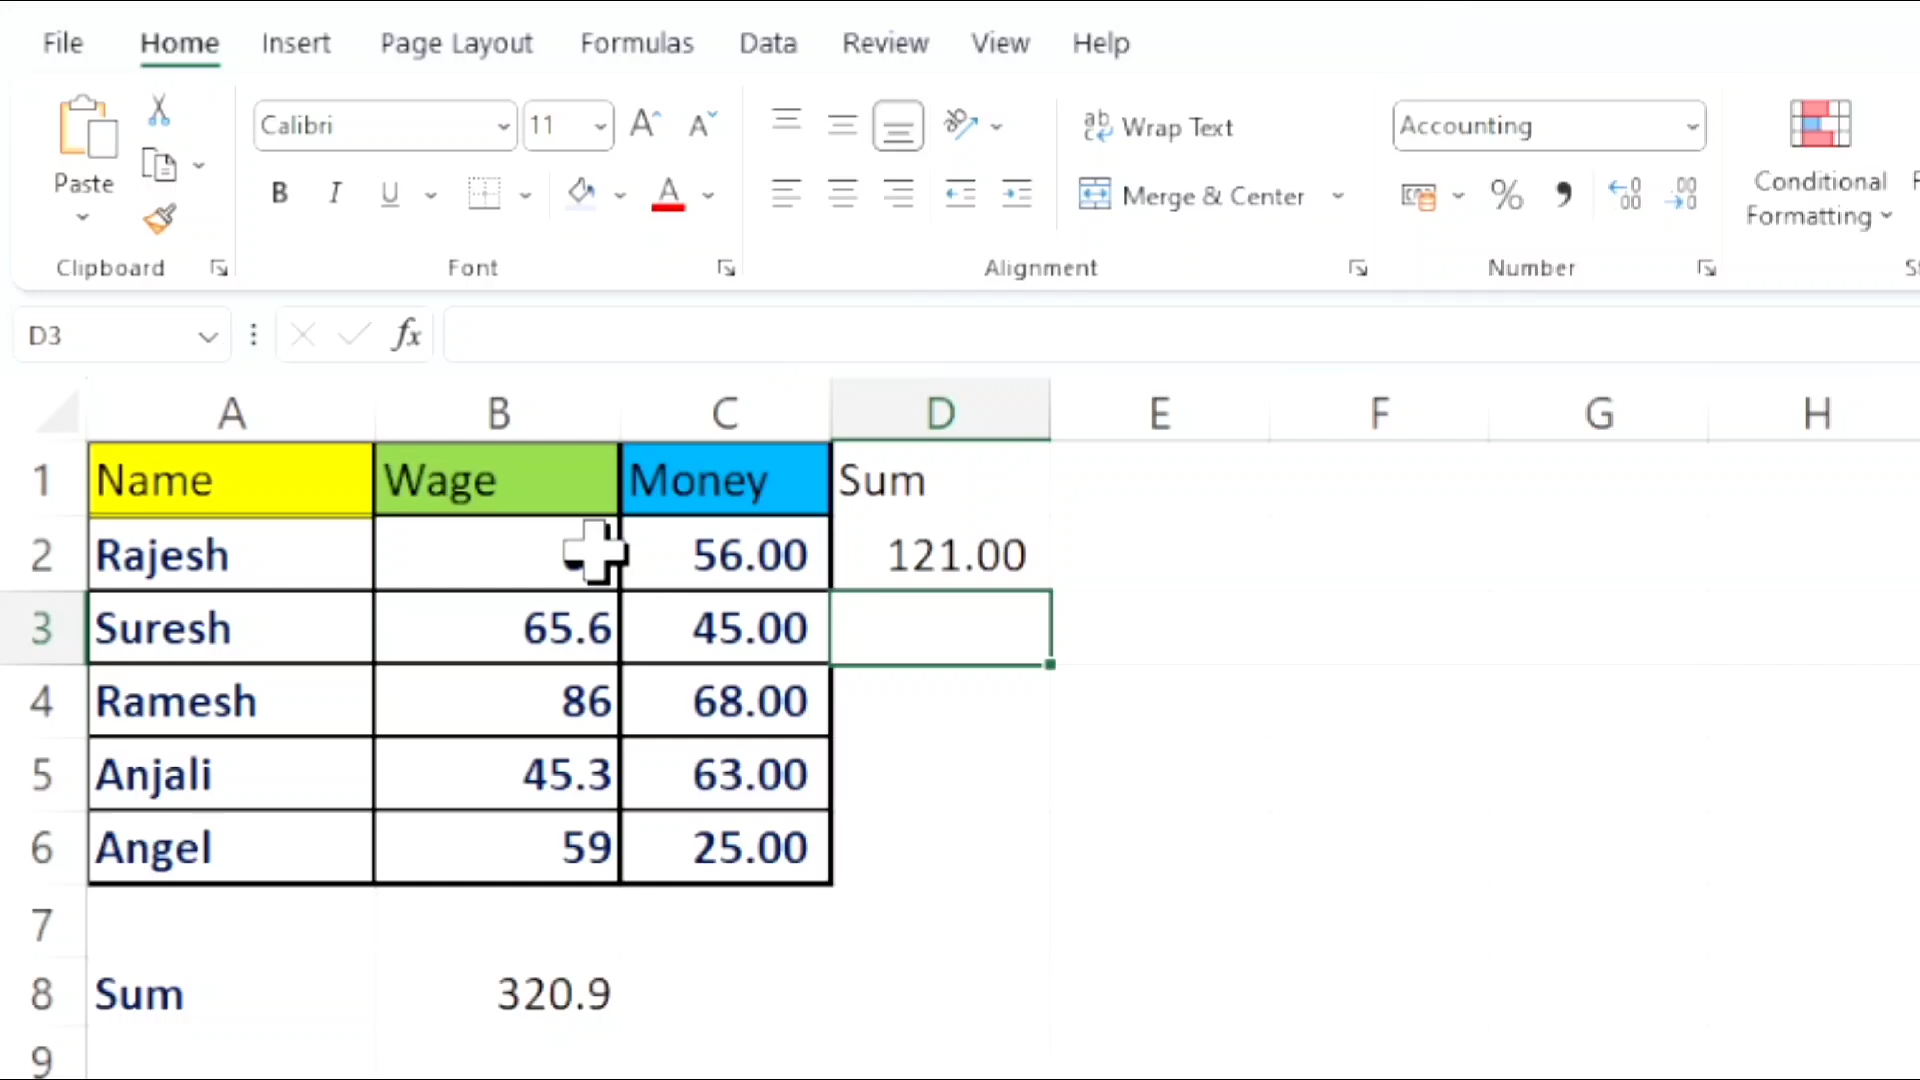 File Home Insert Page Layout Formulas Data Review View Help
Calibri 11 Wrap Text Accounting
Paste B I U A Merge & Center % Conditional
Formatting
Clipboard Font Alignment Number
D3 fx
A B C D E F G H
1 Name Wage Money Sum
2 Rajesh 56.00 121.00
3 Suresh 65.6 45.00
4 Ramesh 86 68.00
5 Anjali 45.3 63.00
6 Angel 59 25.00
7
8 Sum 320.9
9